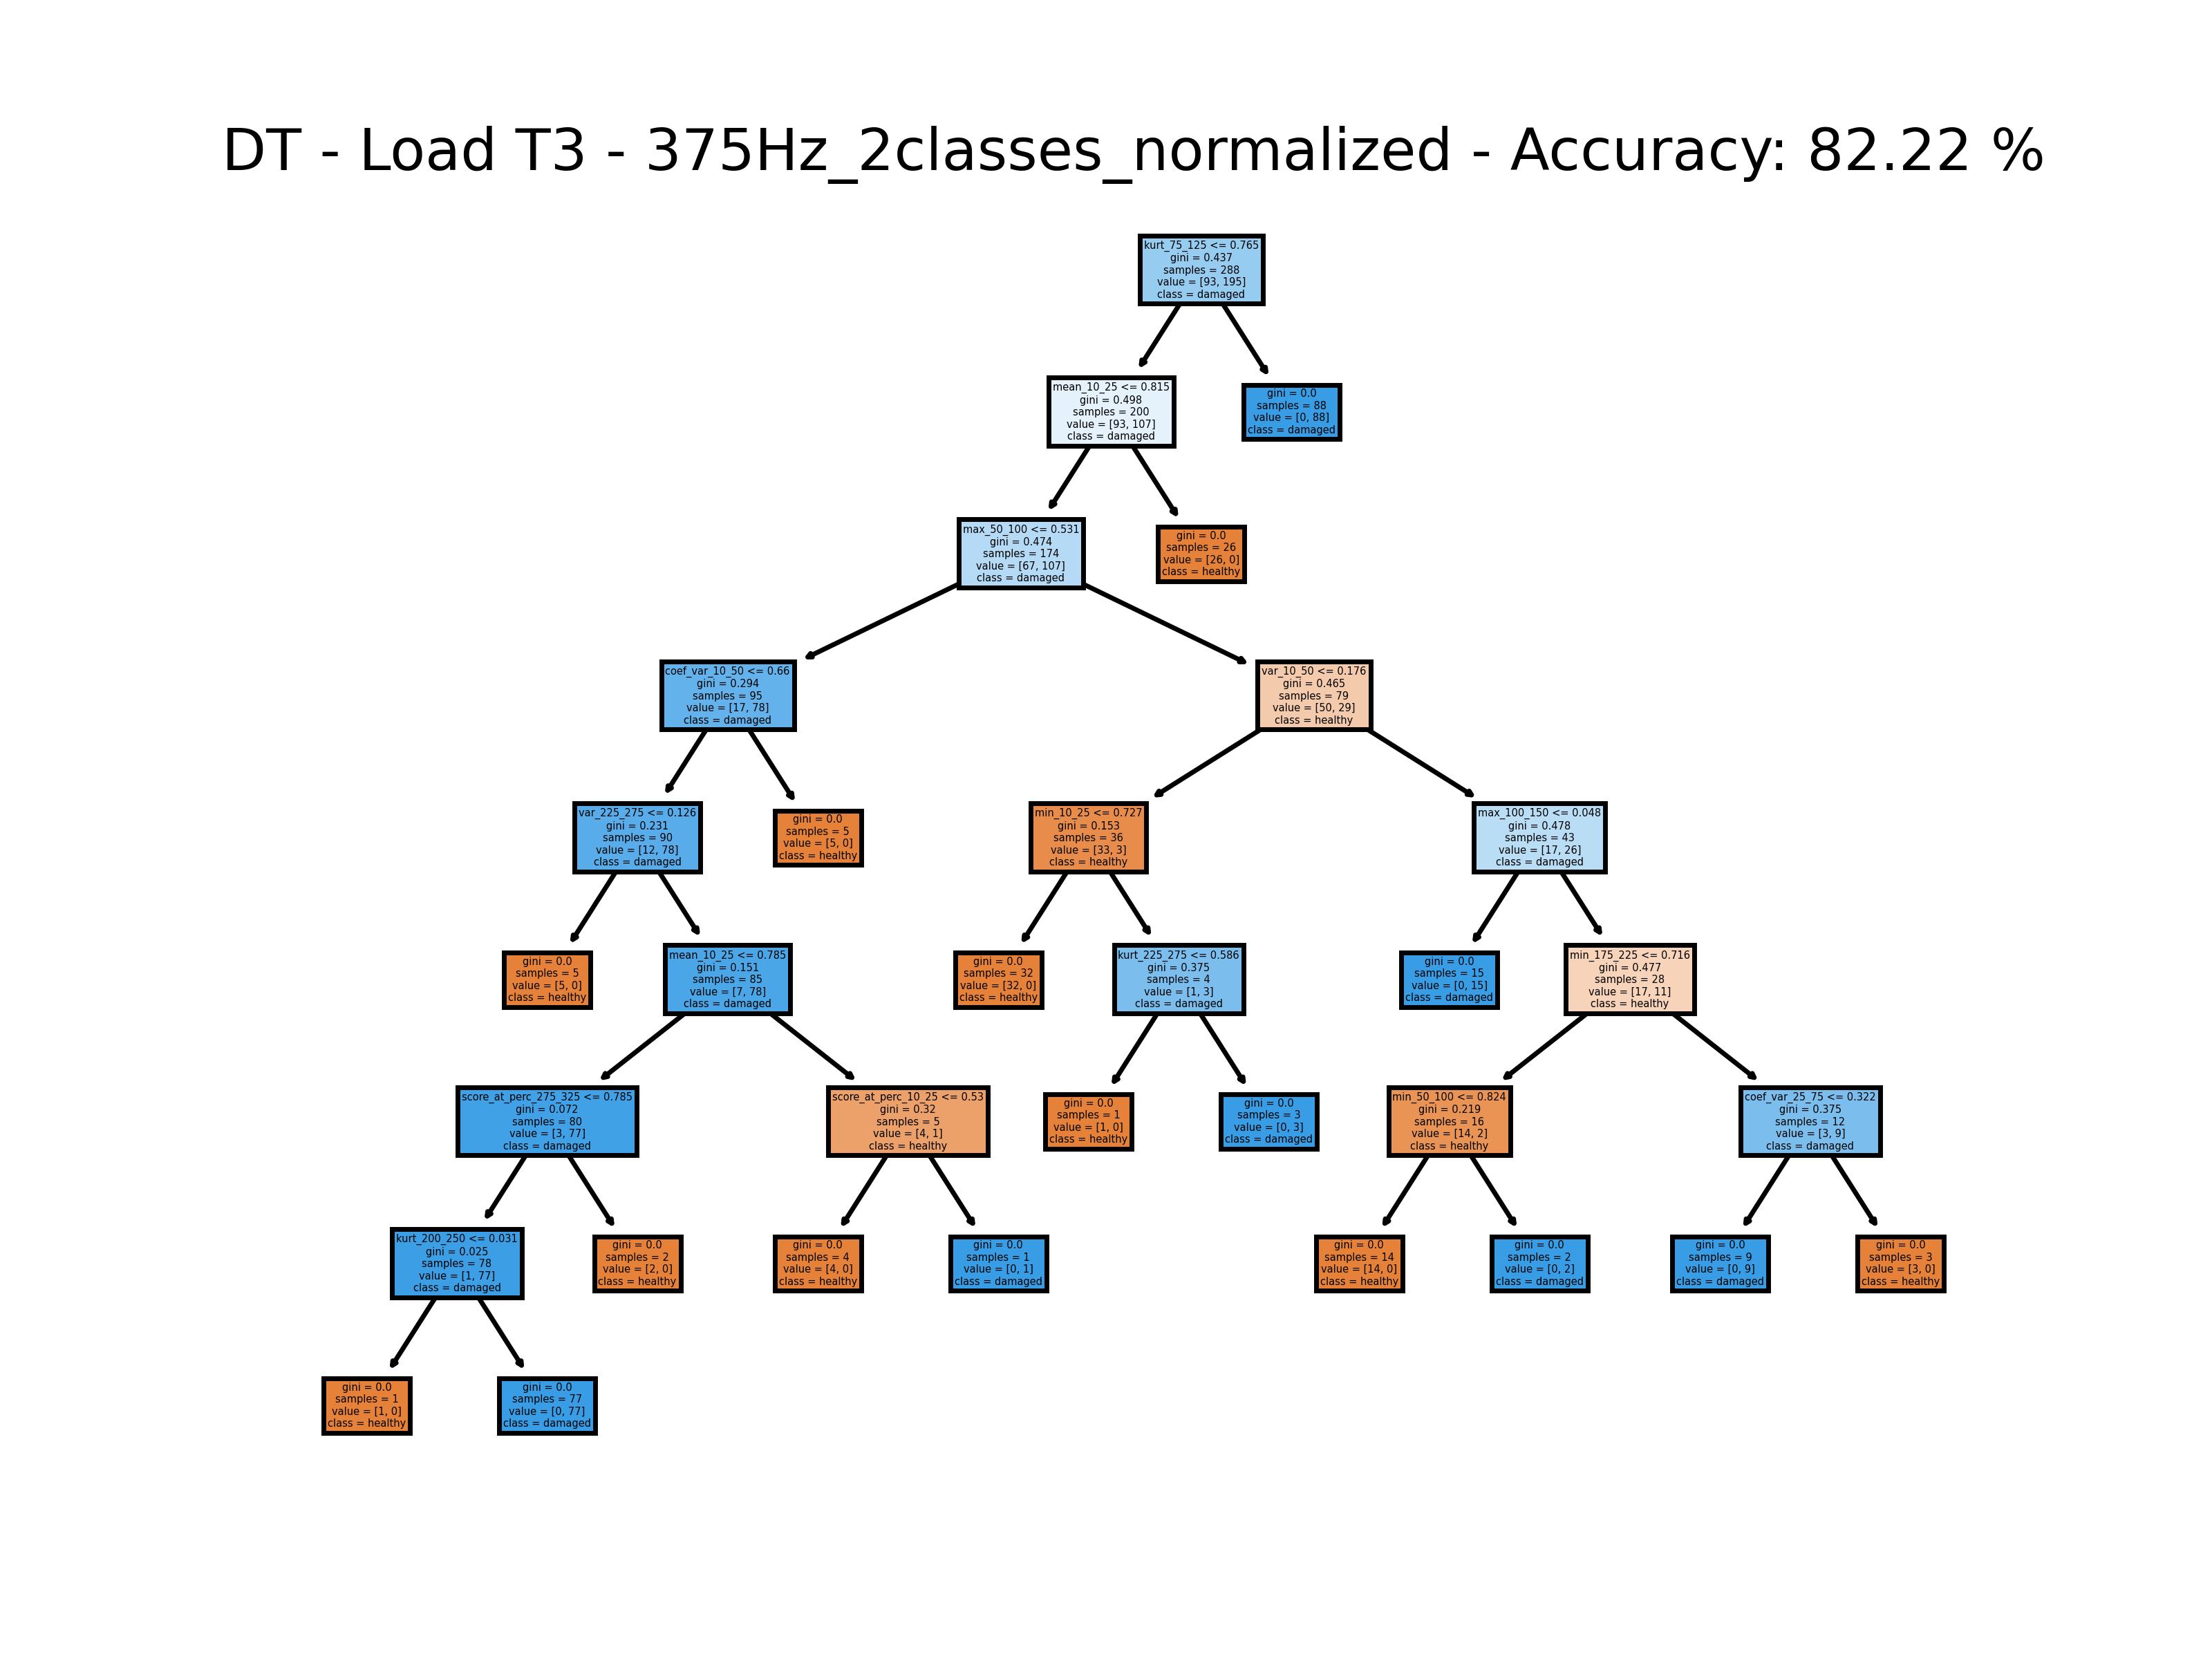 DT - Load T3 - 375Hz_2classes_normalized - Accuracy: 82.22 %
kurt_75_125 <= 0.765
gini = 0.437
samples = 288
value = [93, 195]
class = damaged
mean_10_25 <= 0.815
gini = 0.498
samples = 200
value = [93, 107]
class = damaged
gini = 0.0
samples = 88
value = [0, 88]
class = damaged
max_50_100 <= 0.531
gini = 0.474
samples = 174
value = [67, 107]
class = damaged
gini = 0.0
samples = 26
value = [26, 0]
class = healthy
coef_var_10_50 <= 0.66
gini = 0.294
samples = 95
value = [17, 78]
class = damaged
var_10_50 <= 0.176
gini = 0.465
samples = 79
value = [50, 29]
class = healthy
var_225_275 <= 0.126
gini = 0.231
samples = 90
value = [12, 78]
class = damaged
gini = 0.0
samples = 5
value = [5, 0]
class = healthy
min_10_25 <= 0.727
gini = 0.153
samples = 36
value = [33, 3]
class = healthy
max_100_150 <= 0.048
gini = 0.478
samples = 43
value = [17, 26]
class = damaged
gini = 0.0
samples = 5
value = [5, 0]
class = healthy
mean_10_25 <= 0.785
gini = 0.151
samples = 85
value = [7, 78]
class = damaged
gini = 0.0
samples = 32
value = [32, 0]
class = healthy
kurt_225_275 <= 0.586
gini = 0.375
samples = 4
value = [1, 3]
class = damaged
gini = 0.0
samples = 15
value = [0, 15]
class = damaged
min_175_225 <= 0.716
gini = 0.477
samples = 28
value = [17, 11]
class = healthy
score_at_perc_275_325 <= 0.785
gini = 0.072
samples = 80
value = [3, 77]
class = damaged
score_at_perc_10_25 <= 0.53
gini = 0.32
samples = 5
value = [4, 1]
class = healthy
gini = 0.0
samples = 1
value = [1, 0]
class = healthy
gini = 0.0
samples = 3
value = [0, 3]
class = damaged
min_50_100 <= 0.824
gini = 0.219
samples = 16
value = [14, 2]
class = healthy
coef_var_25_75 <= 0.322
gini = 0.375
samples = 12
value = [3, 9]
class = damaged
kurt_200_250 <= 0.031
gini = 0.025
samples = 78
value = [1, 77]
class = damaged
gini = 0.0
samples = 2
value = [2, 0]
class = healthy
gini = 0.0
samples = 4
value = [4, 0]
class = healthy
gini = 0.0
samples = 1
value = [0, 1]
class = damaged
gini = 0.0
samples = 14
value = [14, 0]
class = healthy
gini = 0.0
samples = 2
value = [0, 2]
class = damaged
gini = 0.0
samples = 9
value = [0, 9]
class = damaged
gini = 0.0
samples = 3
value = [3, 0]
class = healthy
gini = 0.0
samples = 1
value = [1, 0]
class = healthy
gini = 0.0
samples = 77
value = [0, 77]
class = damaged